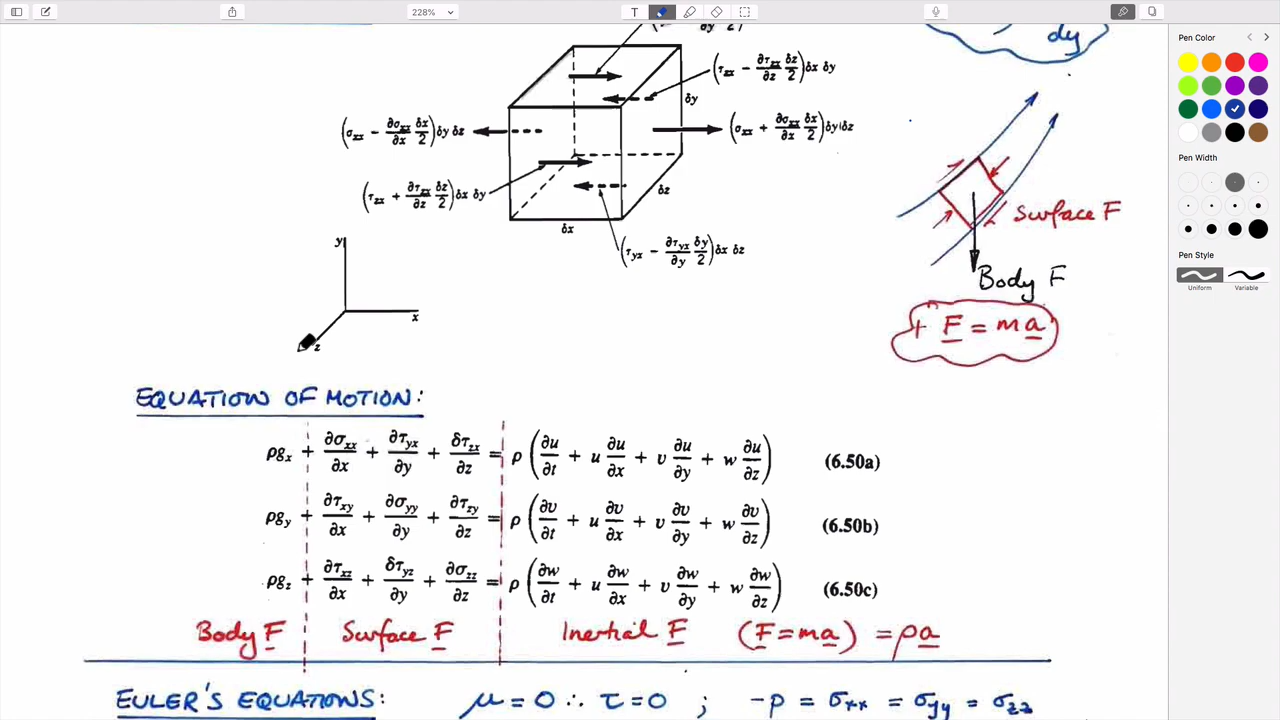 228%
T
Pen Color
dy
(τzx − ∂τzx/∂z δz/2)δx δy
δy
(σxx − ∂σxx/∂x δx/2)δy δz
(σxx + ∂σxx/∂x δx/2)δy δz
(τzx + ∂τzx/∂z δz/2)δx δy
δz
δx
(τyx − ∂τyx/∂y δy/2)δx δz
Surface F
Body F
+ F = ma
y
x
z
Pen Width
Pen Style
Uniform
Variable
EQUATION OF MOTION:
ρgx + ∂σxx/∂x + ∂τyx/∂y + δτzx/∂z = ρ(∂u/∂t + u ∂u/∂x + v ∂u/∂y + w ∂u/∂z) (6.50a)
ρgy + ∂τxy/∂x + ∂σyy/∂y + ∂τzy/∂z = ρ(∂v/∂t + u ∂v/∂x + v ∂v/∂y + w ∂v/∂z) (6.50b)
ρgz + ∂τxz/∂x + δτyz/∂y + ∂σzz/∂z = ρ(∂w/∂t + u ∂w/∂x + v ∂w/∂y + w ∂w/∂z) (6.50c)
Body F Surface F Inertial F (F = ma) = ρa
EULER'S EQUATIONS: μ = 0 ∴ τ = 0 ; -p = σxx = σyy = σzz